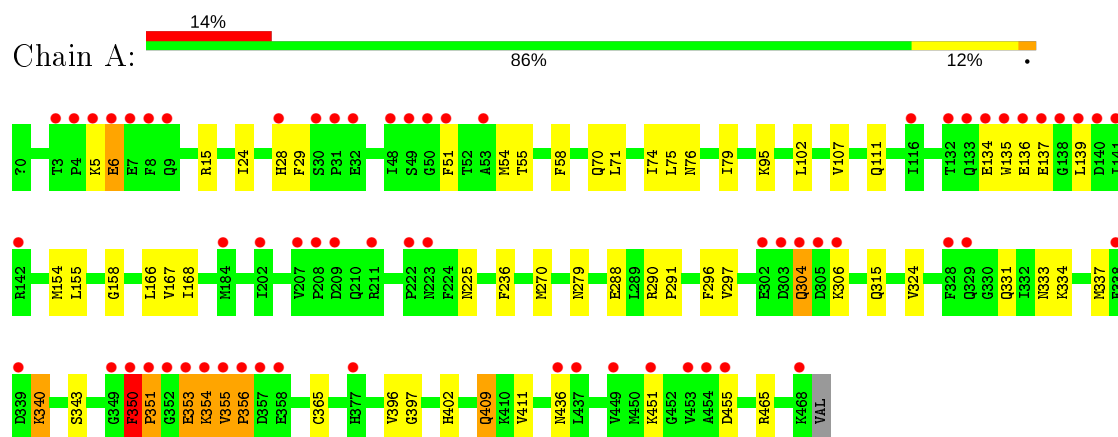 14%
Chain A:
86% 12% •
?0 T3 P4 K5 E6 E7 F8 Q9 R15 I24 H28 F29 S30 P31 E32 I48 S49 G50 F51 T52 A53 M54 T55 F58 Q70 L71 I74 L75 N76 I79 K95 L102 V107 Q111 I116 T132 Q133 E134 W135 E136 E137 G138 L139 D140 I141
R142 M154 L155 G158 L166 V167 I168 M184 I202 V207 P208 D209 Q210 R211 P222 N223 F224 N225 F236 M270 N279 E288 L289 R290 P291 F296 V297 E302 D303 Q304 D305 K306 Q315 V324 F328 Q329 G330 Q331 I332 N333 K334 M337
D339 K340 S343 G349 F350 P351 G352 E353 K354 V355 P356 D357 E358 C365 H377 V396 G397 H402 Q409 K410 V411 N436 L437 V449 M450 K451 G452 V453 A454 D455 R465 K468 VAL